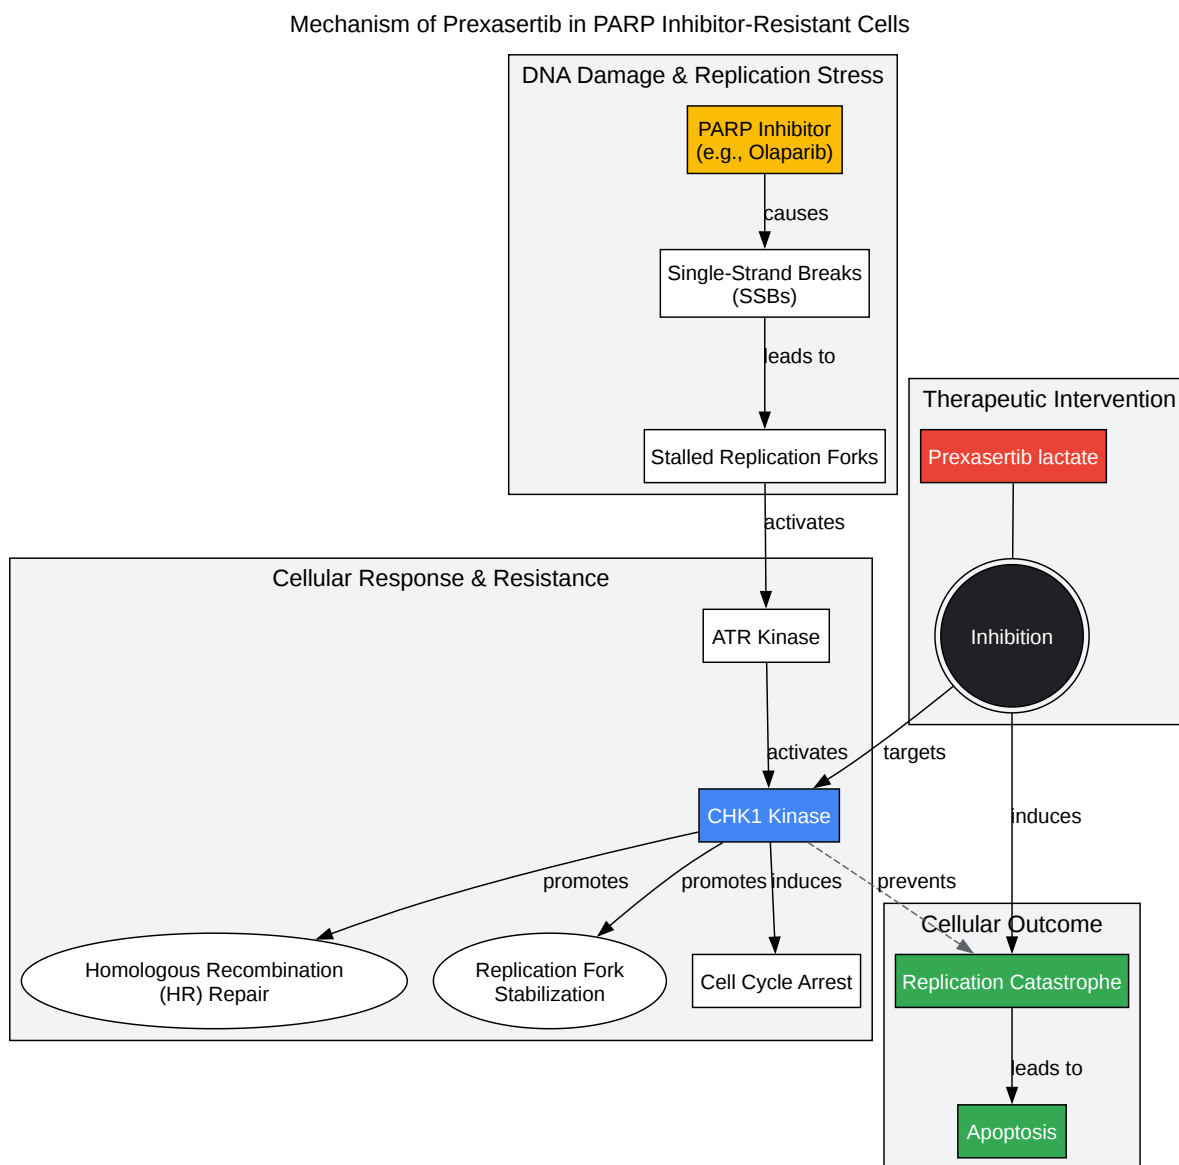 Mechanism of Prexasertib in PARP Inhibitor-Resistant Cells
DNA Damage & Replication Stress
PARP Inhibitor
(e.g., Olaparib)
causes
Single-Strand Breaks
(SSBs)
leads to
Stalled Replication Forks
activates
Therapeutic Intervention
Prexasertib lactate
Inhibition
targets
induces
Cellular Response & Resistance
ATR Kinase
activates
CHK1 Kinase
promotes
promotes
induces
prevents
Homologous Recombination
(HR) Repair
Replication Fork
Stabilization
Cell Cycle Arrest
Cellular Outcome
Replication Catastrophe
leads to
Apoptosis